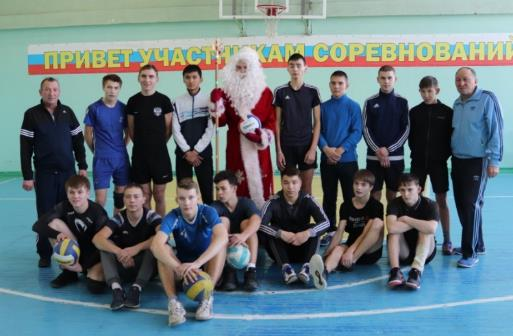 ПРИВЕТ УЧАСТНИКАМ СОРЕВНОВАНИЙ